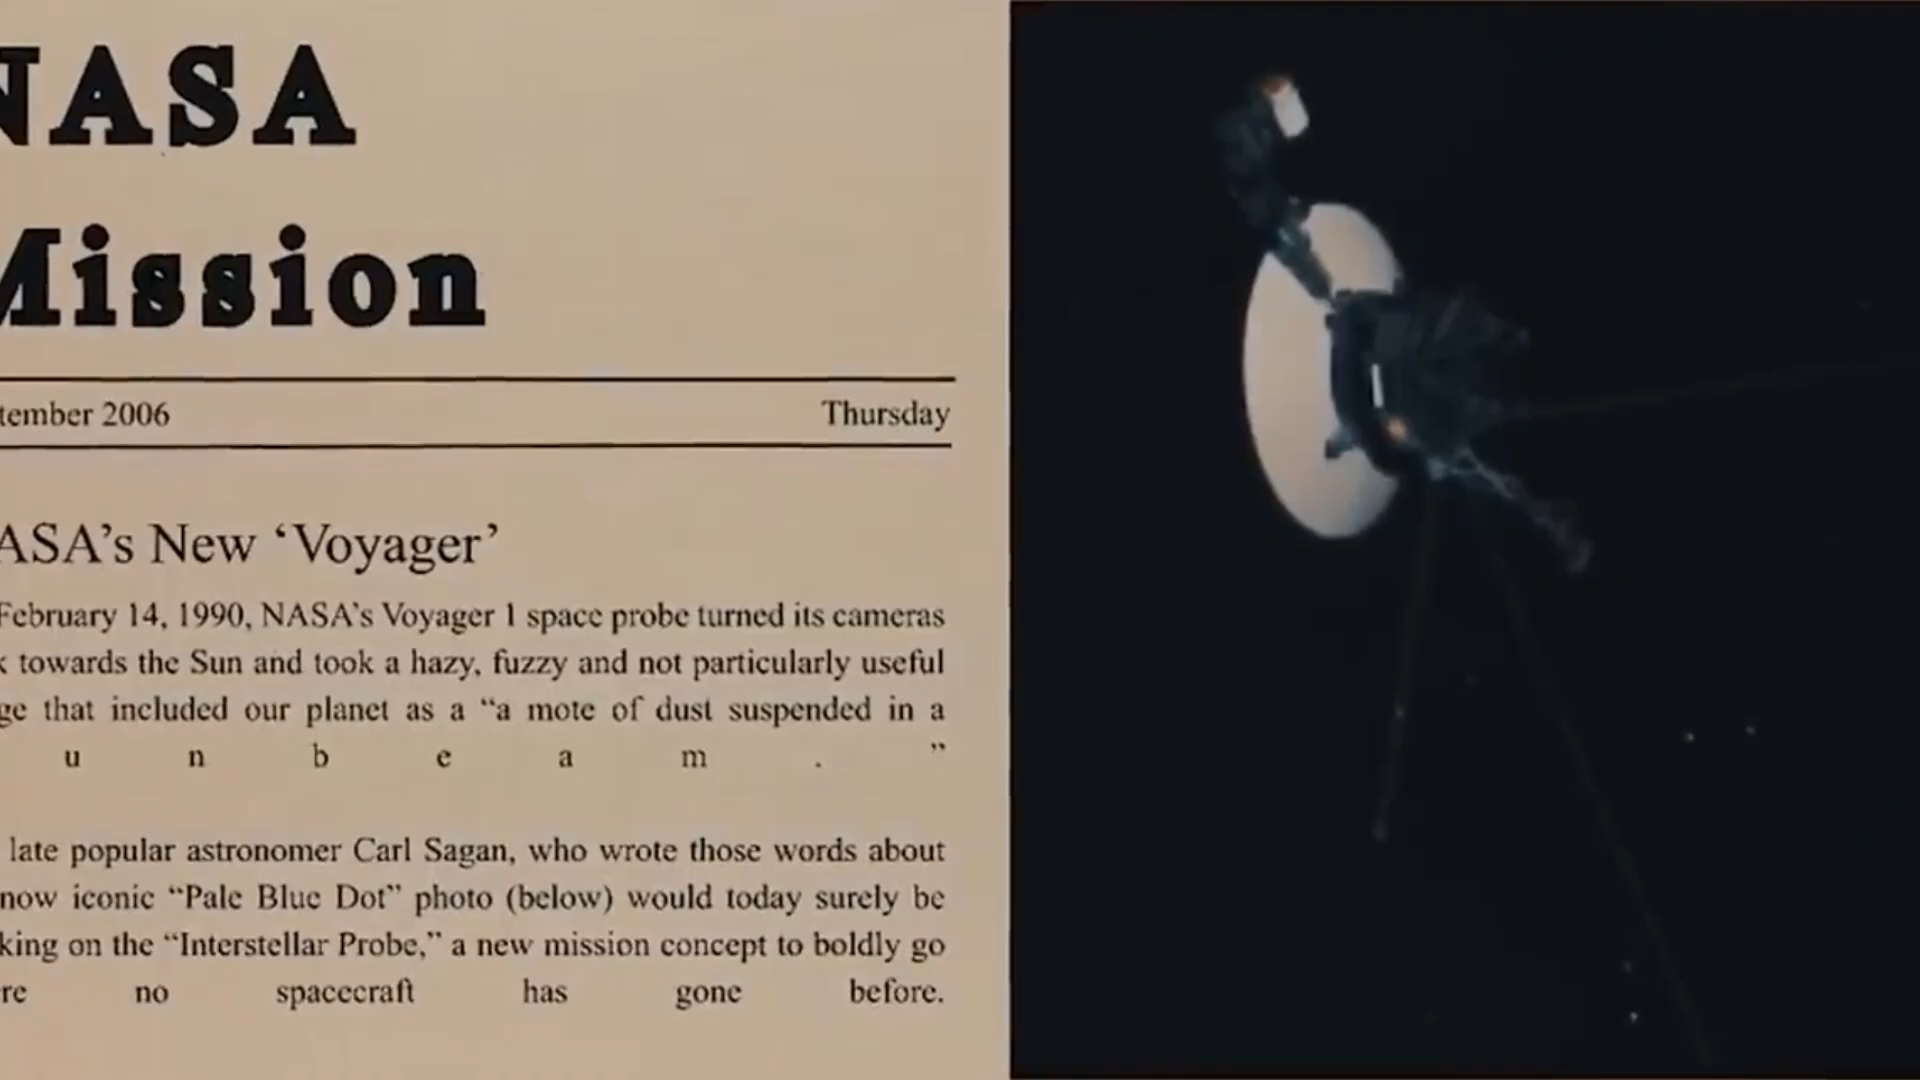 NASA
Mission
tember 2006 Thursday
ASA's New ‘Voyager’
February 14, 1990, NASA's Voyager 1 space probe turned its cameras
k towards the Sun and took a hazy, fuzzy and not particularly useful
ge that included our planet as a “a mote of dust suspended in a
u n b e a m . ”
late popular astronomer Carl Sagan, who wrote those words about
now iconic “Pale Blue Dot” photo (below) would today surely be
king on the “Interstellar Probe,” a new mission concept to boldly go
re no spacecraft has gone before.